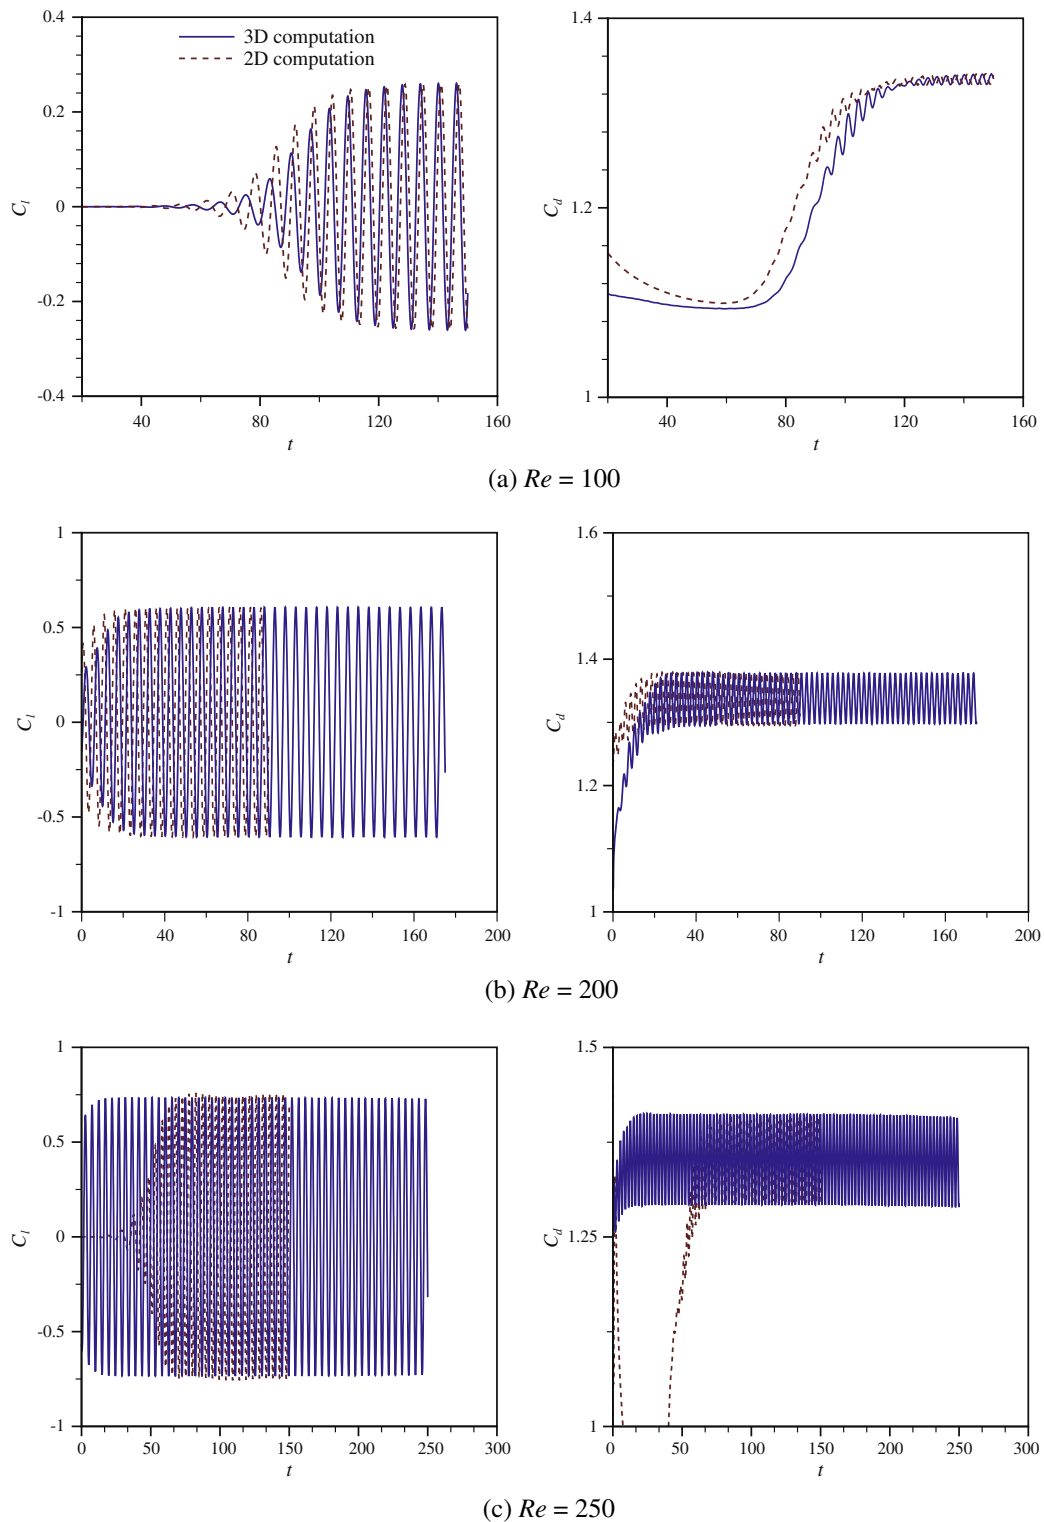 0.4
0.2
0
-0.2
-0.4
C_l
3D computation
2D computation
40 80 120 160
t
1.4
1.2
1
C_d
40 80 120 160
t
(a) Re = 100
1
0.5
0
-0.5
-1
C_l
0 40 80 120 160 200
t
1.6
1.4
1.2
1
C_d
0 40 80 120 160 200
t
(b) Re = 200
1
0.5
0
-0.5
-1
C_l
0 50 100 150 200 250 300
t
1.5
1.25
1
C_d
0 50 100 150 200 250 300
t
(c) Re = 250